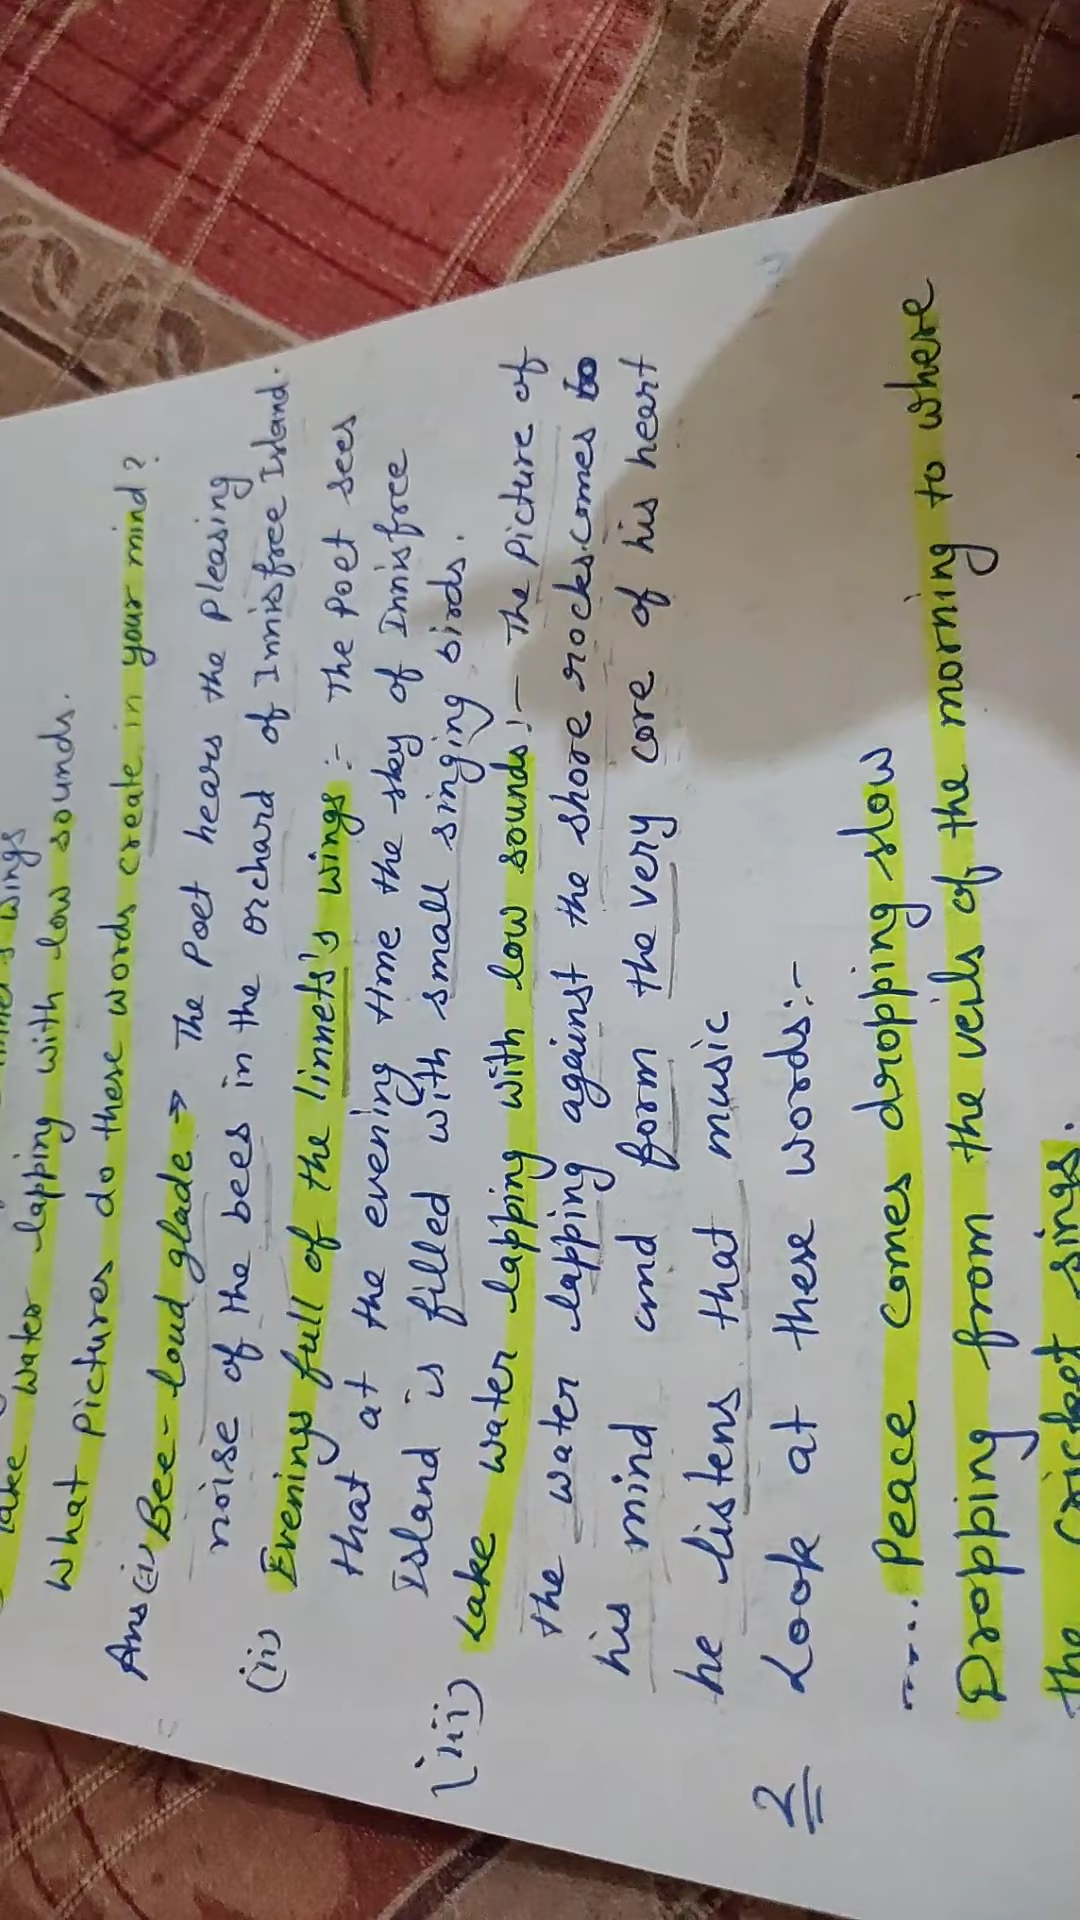 lake water lapping with low sounds.
What pictures do these words create in your mind?
Ans (i) Bee-loud glade → The Poet hears the pleasing
noise of the bees in the orchard of Innisfree Island.
(ii) Evenings full of the linnets's wings :- The Poet sees
that at the evening time the sky of Innisfree
Island is filled with small singing birds.
(iii) Lake water lapping with low sounds :- The picture of
the water lapping against the shore rocks comes to
his mind and form the very core of his heart
he listens that music
2 Look at these words:-
..... Peace comes dropping slow
Dropping from the veils of the morning to where
the cricket sings.